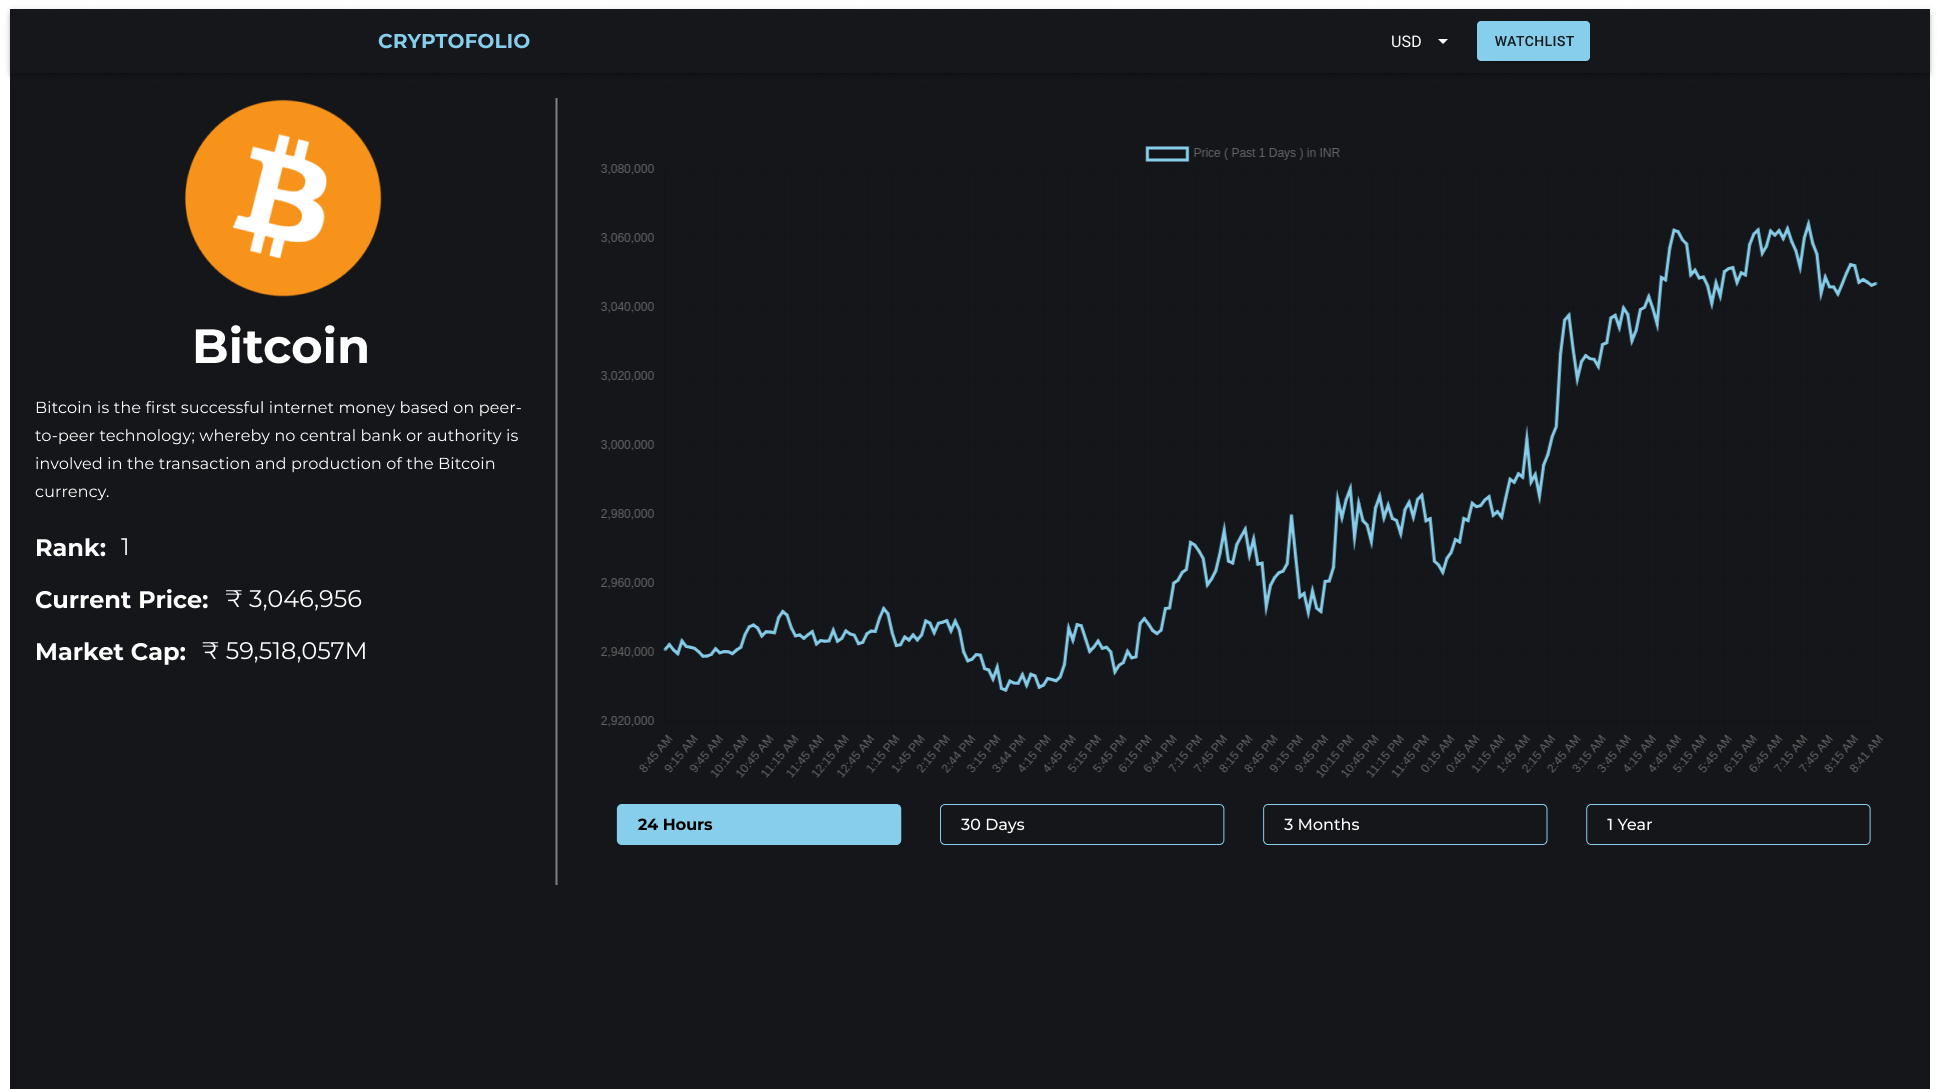 CRYPTOFOLIO
USD
WATCHLIST
Bitcoin
Bitcoin is the first successful internet money based on peer-
to-peer technology; whereby no central bank or authority is
involved in the transaction and production of the Bitcoin
currency.
Rank: 1
Current Price: ₹ 3,046,956
Market Cap: ₹ 59,518,057M
Price ( Past 1 Days ) in INR
3,080,000
3,060,000
3,040,000
3,020,000
3,000,000
2,980,000
2,960,000
2,940,000
2,920,000
8:45 AM
9:15 AM
9:45 AM
10:15 AM
10:45 AM
11:15 AM
11:45 AM
12:15 AM
12:45 AM
1:15 PM
1:45 PM
2:15 PM
2:44 PM
3:15 PM
3:44 PM
4:15 PM
4:45 PM
5:15 PM
5:45 PM
6:15 PM
6:44 PM
7:15 PM
7:45 PM
8:15 PM
8:45 PM
9:15 PM
9:45 PM
10:15 PM
10:45 PM
11:15 PM
11:45 PM
0:15 AM
0:45 AM
1:15 AM
1:45 AM
2:15 AM
2:45 AM
3:15 AM
3:45 AM
4:15 AM
4:45 AM
5:15 AM
5:45 AM
6:15 AM
6:45 AM
7:15 AM
7:45 AM
8:15 AM
8:41 AM
24 Hours
30 Days
3 Months
1 Year